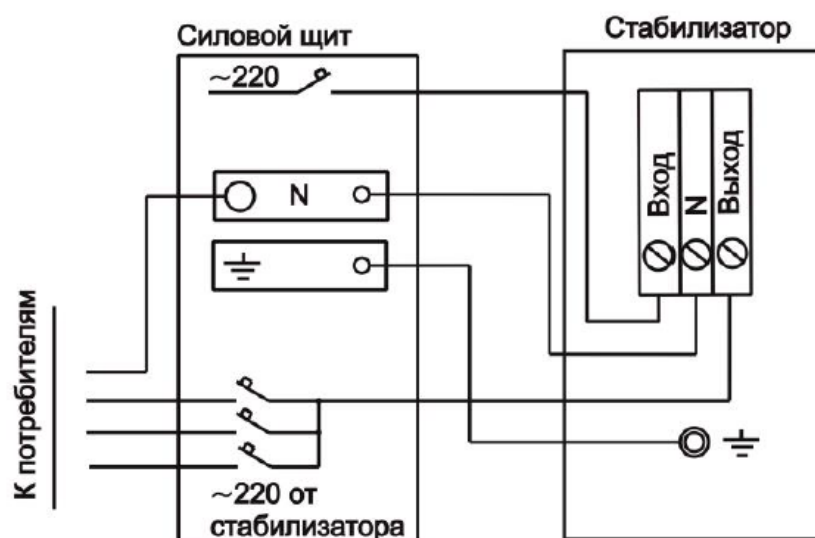 Силовой щит
Стабилизатор
~220
Вход
N
Выход
N
К потребителям
~220 от
стабилизатора